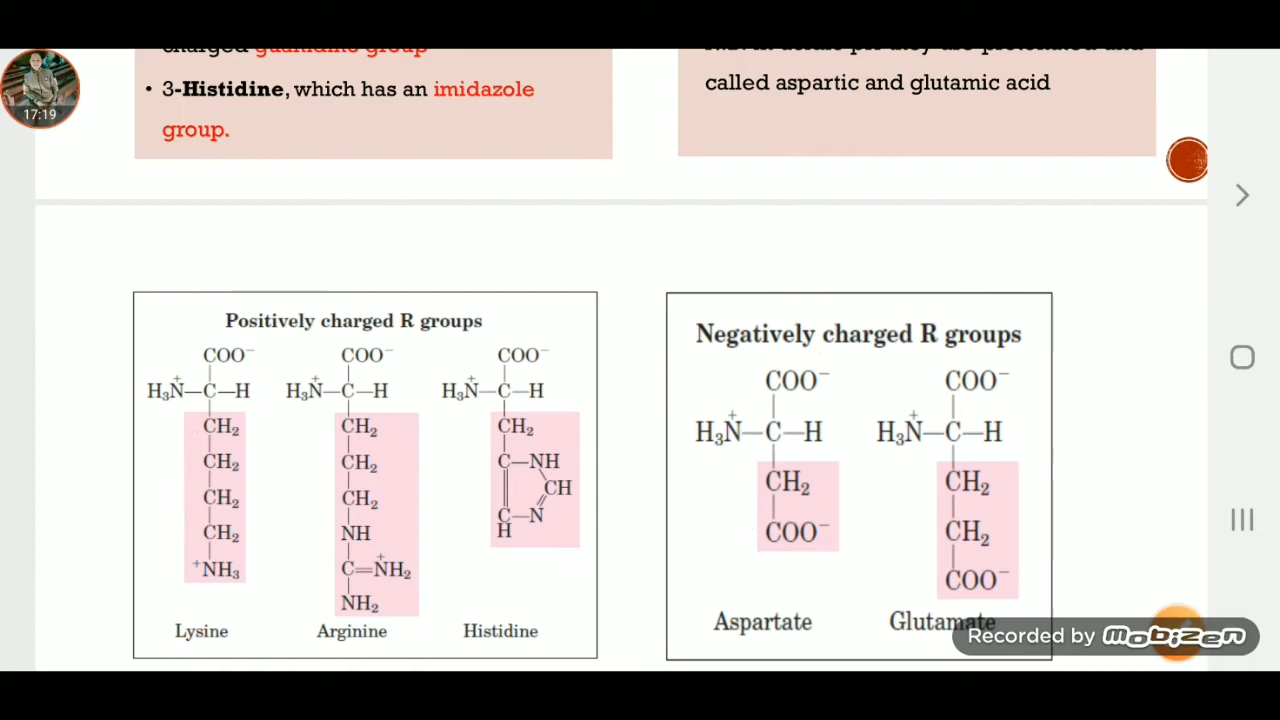 charged guanidino group
• 3-Histidine, which has an imidazole
group.
called aspartic and glutamic acid
17:19
Positively charged R groups
COO⁻ COO⁻ COO⁻
H₃N⁺—C—H H₃N⁺—C—H H₃N⁺—C—H
CH₂ CH₂ CH₂
CH₂ CH₂ C—NH
CH
CH₂ CH₂ C—N
H
CH₂ NH
⁺NH₃ C=N⁺H₂
NH₂
Lysine Arginine Histidine
Negatively charged R groups
COO⁻ COO⁻
H₃N⁺—C—H H₃N⁺—C—H
CH₂ CH₂
COO⁻ CH₂
COO⁻
Aspartate Glutamate
Recorded by mobizen